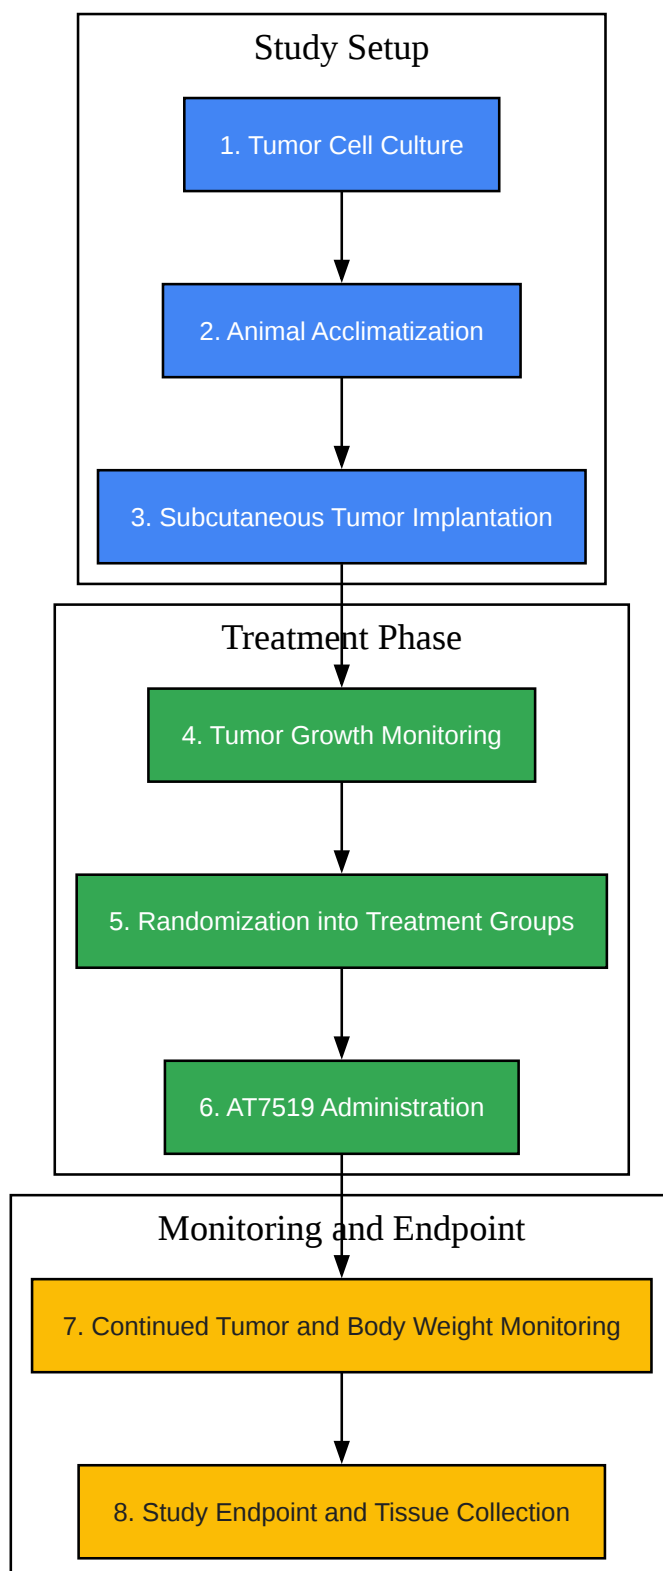 Study Setup
1. Tumor Cell Culture
2. Animal Acclimatization
3. Subcutaneous Tumor Implantation
Treatment Phase
4. Tumor Growth Monitoring
5. Randomization into Treatment Groups
6. AT7519 Administration
Monitoring and Endpoint
7. Continued Tumor and Body Weight Monitoring
8. Study Endpoint and Tissue Collection